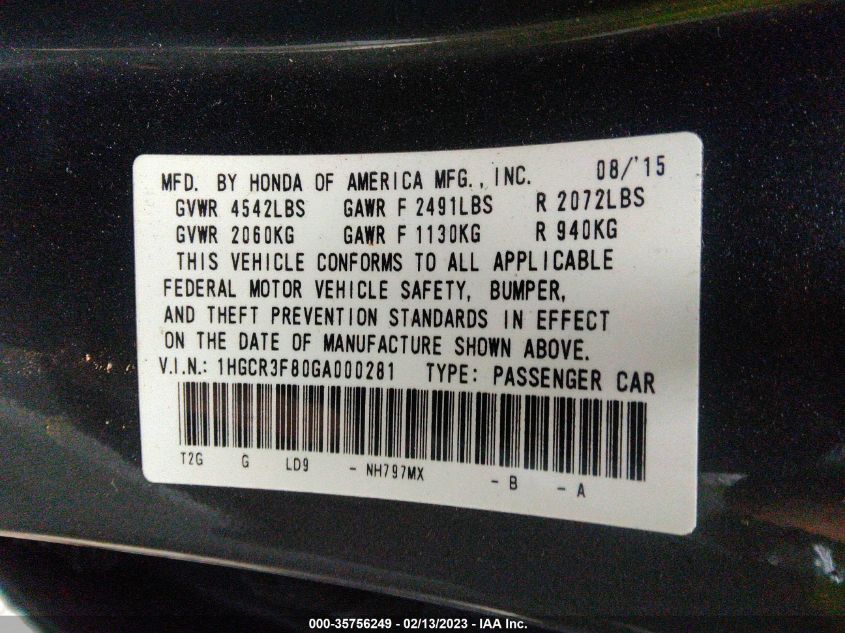 MFD. BY HONDA OF AMERICA MFG., INC. 08/'15
GVWR 4542LBS GAWR F 2491LBS R 2072LBS
GVWR 2060KG GAWR F 1130KG R 940KG
THIS VEHICLE CONFORMS TO ALL APPLICABLE
FEDERAL MOTOR VEHICLE SAFETY, BUMPER,
AND THEFT PREVENTION STANDARDS IN EFFECT
ON THE DATE OF MANUFACTURE SHOWN ABOVE.
V.I.N.: 1HGCR3F80GA000281 TYPE: PASSENGER CAR
T2G G LD9 - NH797MX - B - A
000-35756249 - 02/13/2023 - IAA Inc.